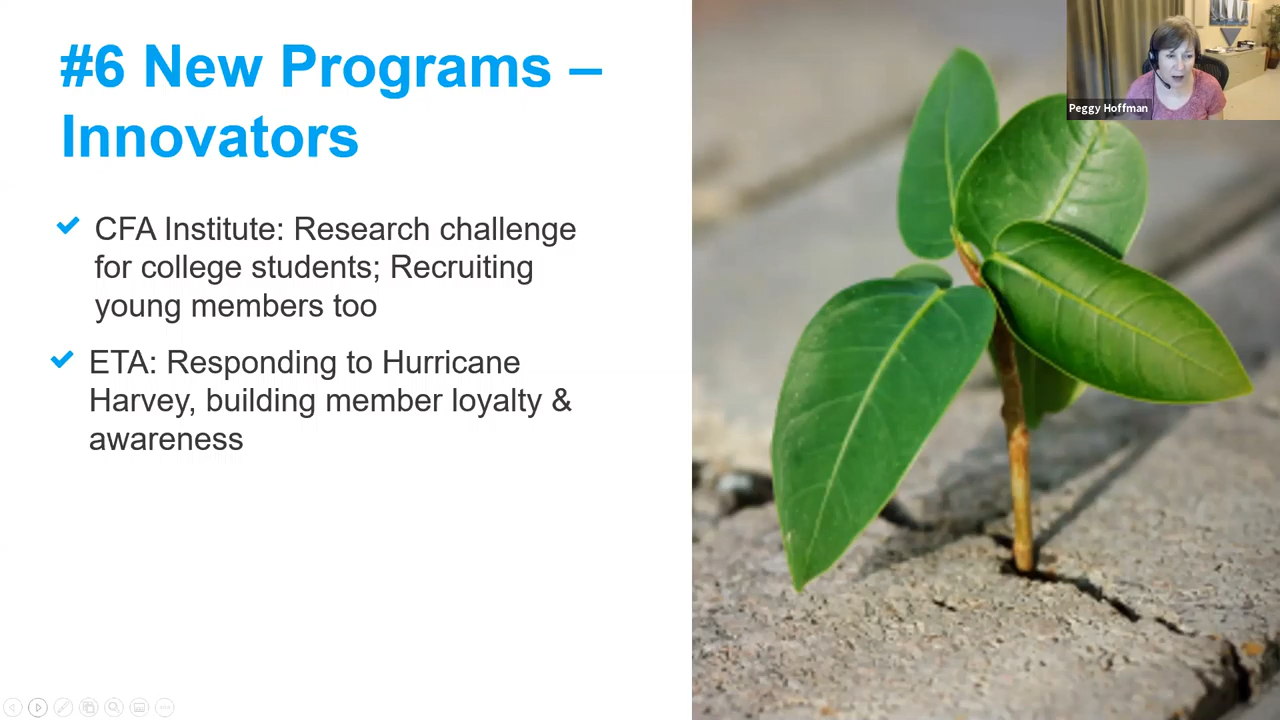 #6 New Programs –
Innovators
CFA Institute: Research challenge
for college students; Recruiting
young members too
ETA: Responding to Hurricane
Harvey, building member loyalty &
awareness
Peggy Hoffman